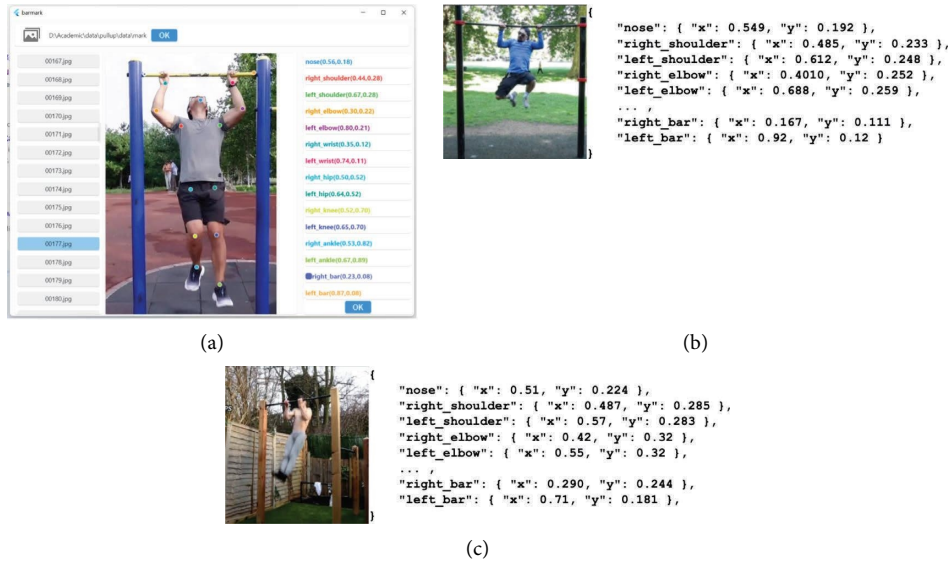 barmark
D:\Academic\data\pullup\data\mark OK
00167.jpg
00168.jpg
00169.jpg
00170.jpg
00171.jpg
00172.jpg
00173.jpg
00174.jpg
00175.jpg
00176.jpg
00177.jpg
00178.jpg
00179.jpg
00180.jpg
nose(0.56,0.18)
right_shoulder(0.44,0.28)
left_shoulder(0.67,0.28)
right_elbow(0.30,0.22)
left_elbow(0.80,0.21)
right_wrist(0.35,0.12)
left_wrist(0.74,0.11)
right_hip(0.50,0.52)
left_hip(0.64,0.52)
right_knee(0.52,0.70)
left_knee(0.65,0.70)
right_ankle(0.53,0.82)
left_ankle(0.67,0.89)
right_bar(0.23,0.08)
left_bar(0.87,0.08)
OK
(a)
{
"nose": { "x": 0.549, "y": 0.192 },
"right_shoulder": { "x": 0.485, "y": 0.233 },
"left_shoulder": { "x": 0.612, "y": 0.248 },
"right_elbow": { "x": 0.4010, "y": 0.252 },
"left_elbow": { "x": 0.688, "y": 0.259 },
... ,
"right_bar": { "x": 0.167, "y": 0.111 },
"left_bar": { "x": 0.92, "y": 0.12 }
}
(b)
{
"nose": { "x": 0.51, "y": 0.224 },
"right_shoulder": { "x": 0.487, "y": 0.285 },
"left_shoulder": { "x": 0.57, "y": 0.283 },
"right_elbow": { "x": 0.42, "y": 0.32 },
"left_elbow": { "x": 0.55, "y": 0.32 },
... ,
"right_bar": { "x": 0.290, "y": 0.244 },
"left_bar": { "x": 0.71, "y": 0.181 },
}
(c)